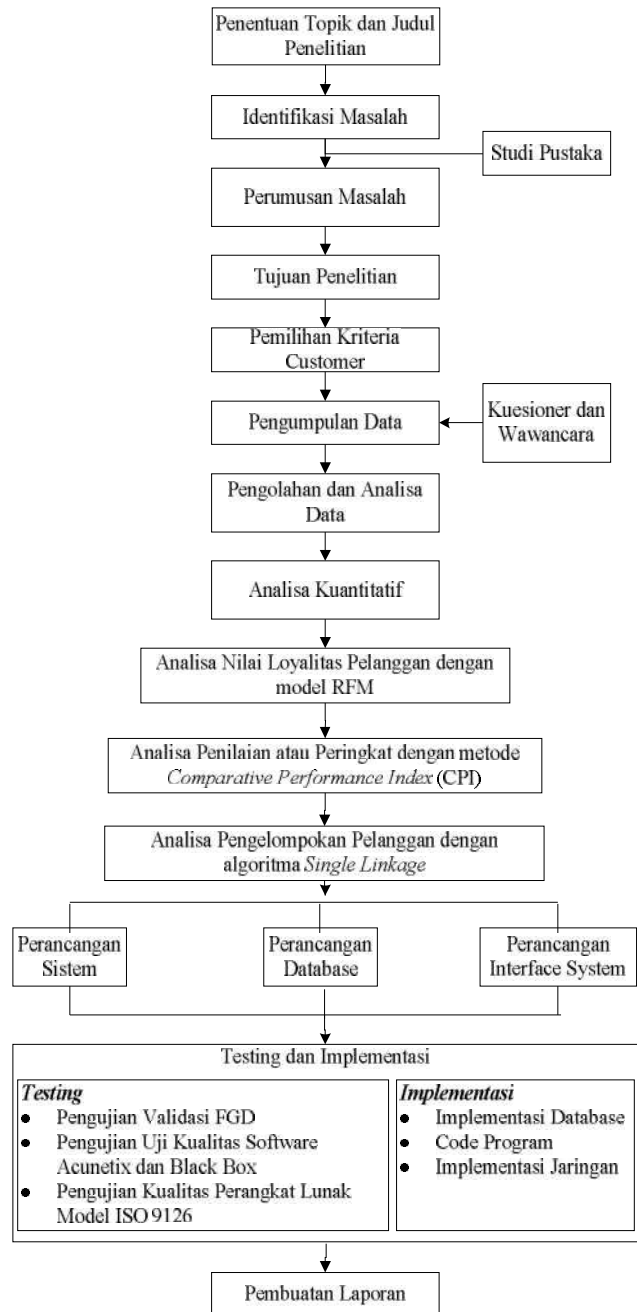 Penentuan Topik dan Judul
Penelitian
Identifikasi Masalah
Studi Pustaka
Perumusan Masalah
Tujuan Penelitian
Pemilihan Kriteria
Customer
Pengumpulan Data
Kuesioner dan
Wawancara
Pengolahan dan Analisa
Data
Analisa Kuantitatif
Analisa Nilai Loyalitas Pelanggan dengan
model RFM
Analisa Penilaian atau Peringkat dengan metode
Comparative Performance Index (CPI)
Analisa Pengelompokan Pelanggan dengan
algoritma Single Linkage
Perancangan
Sistem
Perancangan
Database
Perancangan
Interface System
Testing dan Implementasi
Testing
● Pengujian Validasi FGD
● Pengujian Uji Kualitas Software
Acunetix dan Black Box
● Pengujian Kualitas Perangkat Lunak
Model ISO 9126
Implementasi
● Implementasi Database
● Code Program
● Implementasi Jaringan
Pembuatan Laporan